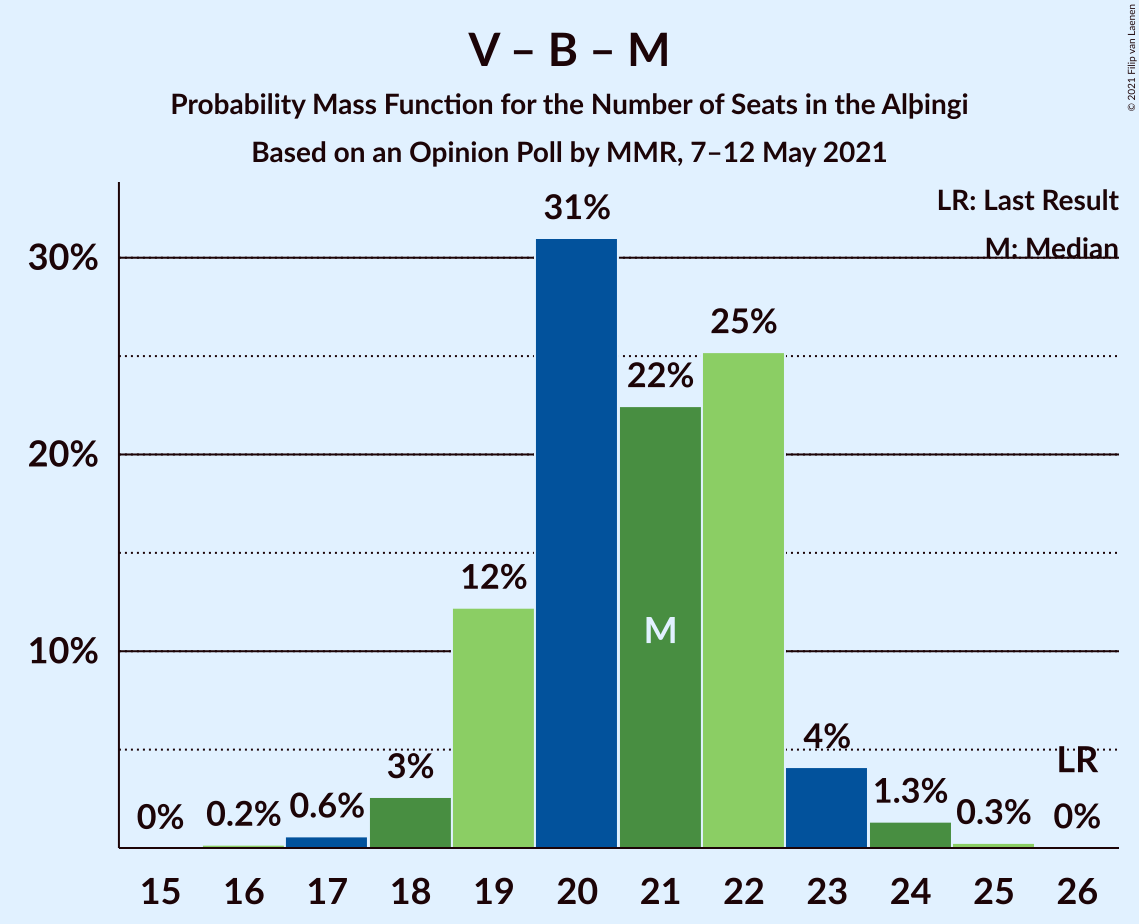 V – B – M
Probability Mass Function for the Number of Seats in the Alþingi
Based on an Opinion Poll by MMR, 7–12 May 2021
© 2021 Filip van Laenen
LR: Last Result
M: Median
30%
20%
10%
0%
0.2%
0.6%
3%
12%
31%
22%
25%
4%
1.3%
0.3%
0%
LR
M
15 16 17 18 19 20 21 22 23 24 25 26